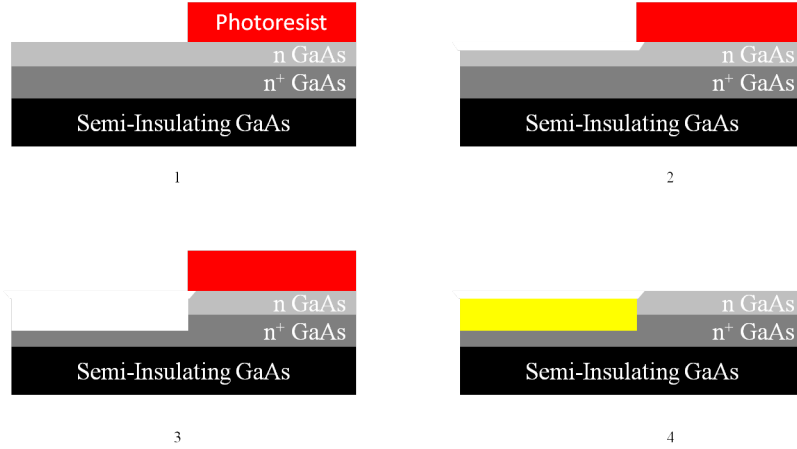 Photoresist
n GaAs
n⁺ GaAs
Semi-Insulating GaAs
1
n GaAs
n⁺ GaAs
Semi-Insulating GaAs
2
n GaAs
n⁺ GaAs
Semi-Insulating GaAs
3
n GaAs
n⁺ GaAs
Semi-Insulating GaAs
4